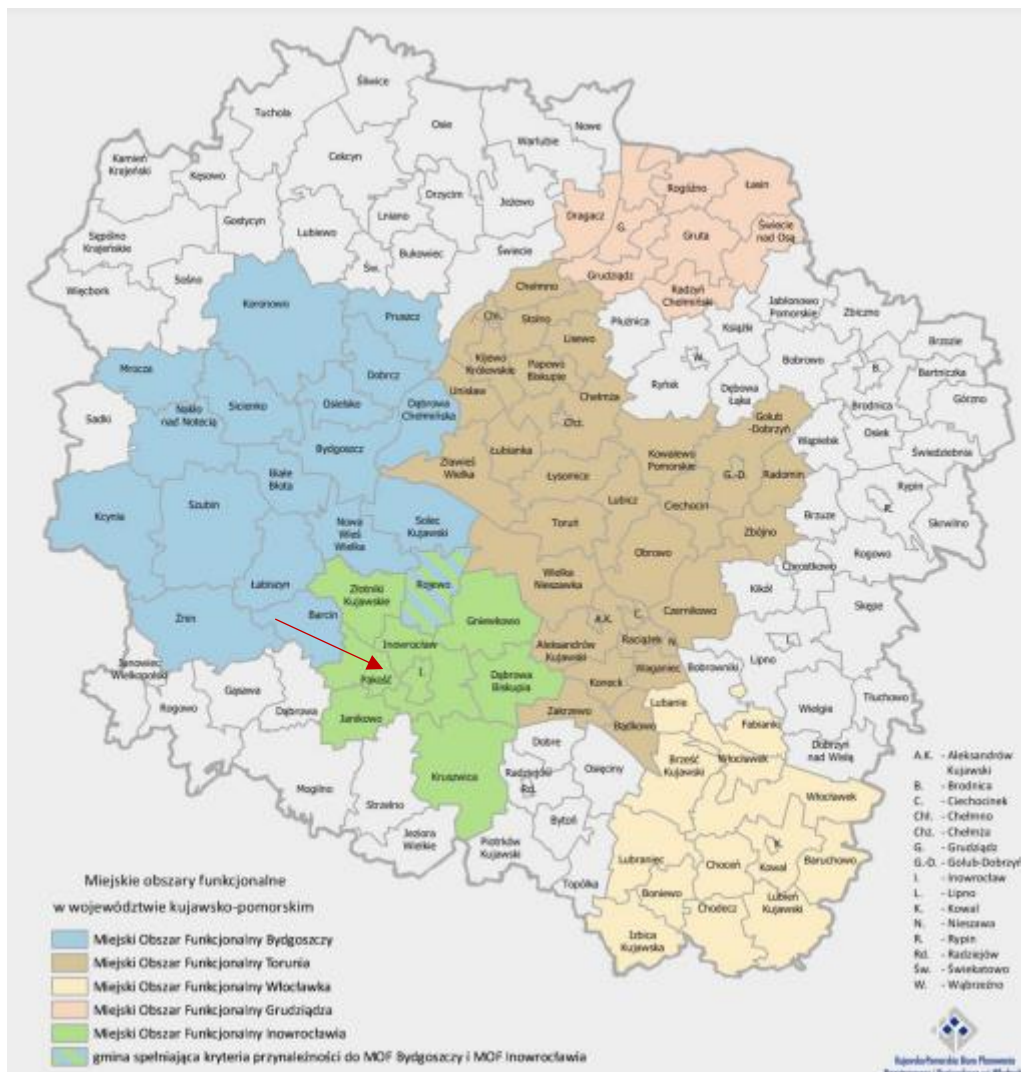 Śliwice
Tuchola
Osie
Nowe
Warlubie
Cekcyn
Kamień
Krajeński
Kęsowo
Rogóźno
Łasin
Drzycim
Jeżewo
Dragacz
G.
Gostycyn
Lniano
Lubiewo
Gruta
Świecie
nad Osą
Sępólno
Krajeńskie
Bukowiec
Świecie
Św.
Sośno
Grudziądz
Radzyń
Chełmiński
Więcbork
Chełmno
Koronowo
Pruszcz
Chł.
Stolno
Płużnica
Jabłonowo
Pomorskie
Zbiczno
Książki
Lisewo
Brzozie
Mrocza
Dobrcz
Kijewo
Królewskie
Papowo
Biskupie
W.
Bobrowo
B.
Bartniczka
Unisław
Ryńsk
Dębowa
Łąka
Sadki
Nakło
nad Notecią
Sicienko
Osielsko
Dąbrowa
Chełmińska
Chełmża
Chż.
Brodnica
Górzno
Golub
-Dobrzyń
Osiek
Bydgoszcz
Łubianka
Wąpielsk
Świedziebnia
Zławieś
Wielka
Kowalewo
Pomorskie
Białe
Błota
Łysomice
G.-D.
Radomin
Rypin
Szubin
Lubicz
Ciechocin
R.
Kcynia
Brzuze
Skrwilno
Nowa
Wieś
Wielka
Solec
Kujawski
Toruń
Zbójno
Obrowo
Rogowo
Chrostkowo
Wielka
Nieszawka
Łabiszyn
Złotniki
Kujawskie
Rojewo
Kikół
Skępe
Barcin
Żnin
Gniewkowo
Czernikowo
C.
A.K.
Inowrocław
Aleksandrów
Kujawski
Raciążek
N.
L.
Lipno
Janowiec
Wielkopolski
Waganiec
Bobrowniki
Pakość
I.
Dąbrowa
Biskupia
Koneck
Gąsawa
Tłuchowo
Rogowo
Dąbrowa
Janikowo
Zakrzewo
Lubanie
Wielgie
Bądkowo
Fabianki
Dobre
Dobrzyń
nad Wisłą
Brześć
Kujawski
Włocławek
Kruszwica
Radziejów
Rd.
Osięciny
Mogilno
Strzelno
Włocławek
Bytoń
Jeziora
Wielkie
Piotrków
Kujawski
K.
Lubraniec
Choceń
Kowal
Baruchowo
Topólka
Boniewo
Chodecz
Lubień
Kujawski
Izbica
Kujawska
A.K. - Aleksandrów
Kujawski
B. - Brodnica
C. - Ciechocinek
Chł. - Chełmno
Chż. - Chełmża
G. - Grudziądz
G.-D. - Golub-Dobrzyń
I. - Inowrocław
L. - Lipno
K. - Kowal
N. - Nieszawa
R. - Rypin
Rd. - Radziejów
Św. - Świekatowo
W. - Wąbrzeźno
Miejskie obszary funkcjonalne
w województwie kujawsko-pomorskim
Miejski Obszar Funkcjonalny Bydgoszczy
Miejski Obszar Funkcjonalny Torunia
Miejski Obszar Funkcjonalny Włocławka
Miejski Obszar Funkcjonalny Grudziądza
Miejski Obszar Funkcjonalny Inowrocławia
gmina spełniająca kryteria przynależności do MOF Bydgoszczy i MOF Inowrocławia